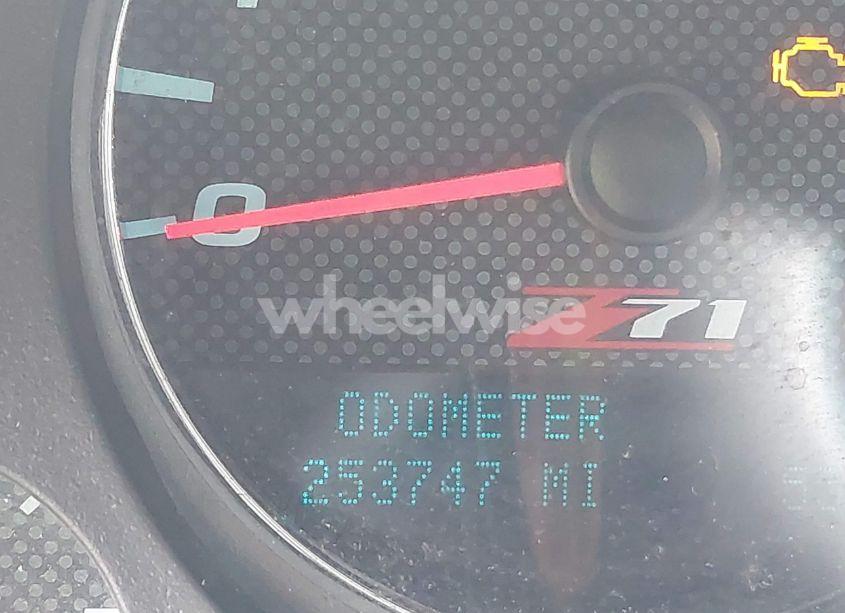 0
wheelwise
Z71
ODOMETER
253747 MI